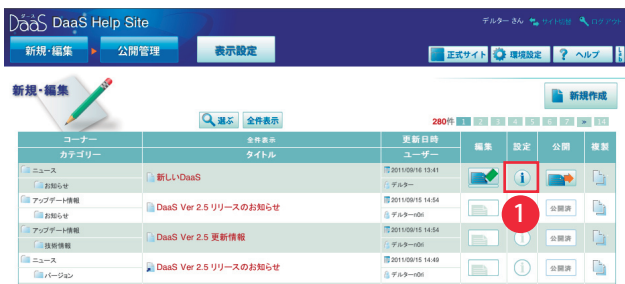 DaaS DaaS Help Site
デルター さん サイト切替 ログアウト
新規・編集 公開管理 表示設定 正式サイト 環境設定 ? ヘルプ
新規・編集
新規作成
選ぶ 全件表示
280件 1 2 3 4 5 6 7 » 14
コーナー 全件表示 更新日時 編集 設定 公開 複製
カテゴリー タイトル ユーザー
ニュース 新しいDaaS 2011/09/16 13:41
お知らせ デルター
アップデート情報 DaaS Ver 2.5 リリースのお知らせ 2011/09/15 14:54 公開済
お知らせ デルターn0ri
1
アップデート情報 DaaS Ver 2.5 更新情報 2011/09/15 14:54 公開済
技術情報 デルターn0ri
ニュース DaaS Ver 2.5 リリースのお知らせ 2011/09/15 14:49 公開済
バージョン デルターn0ri